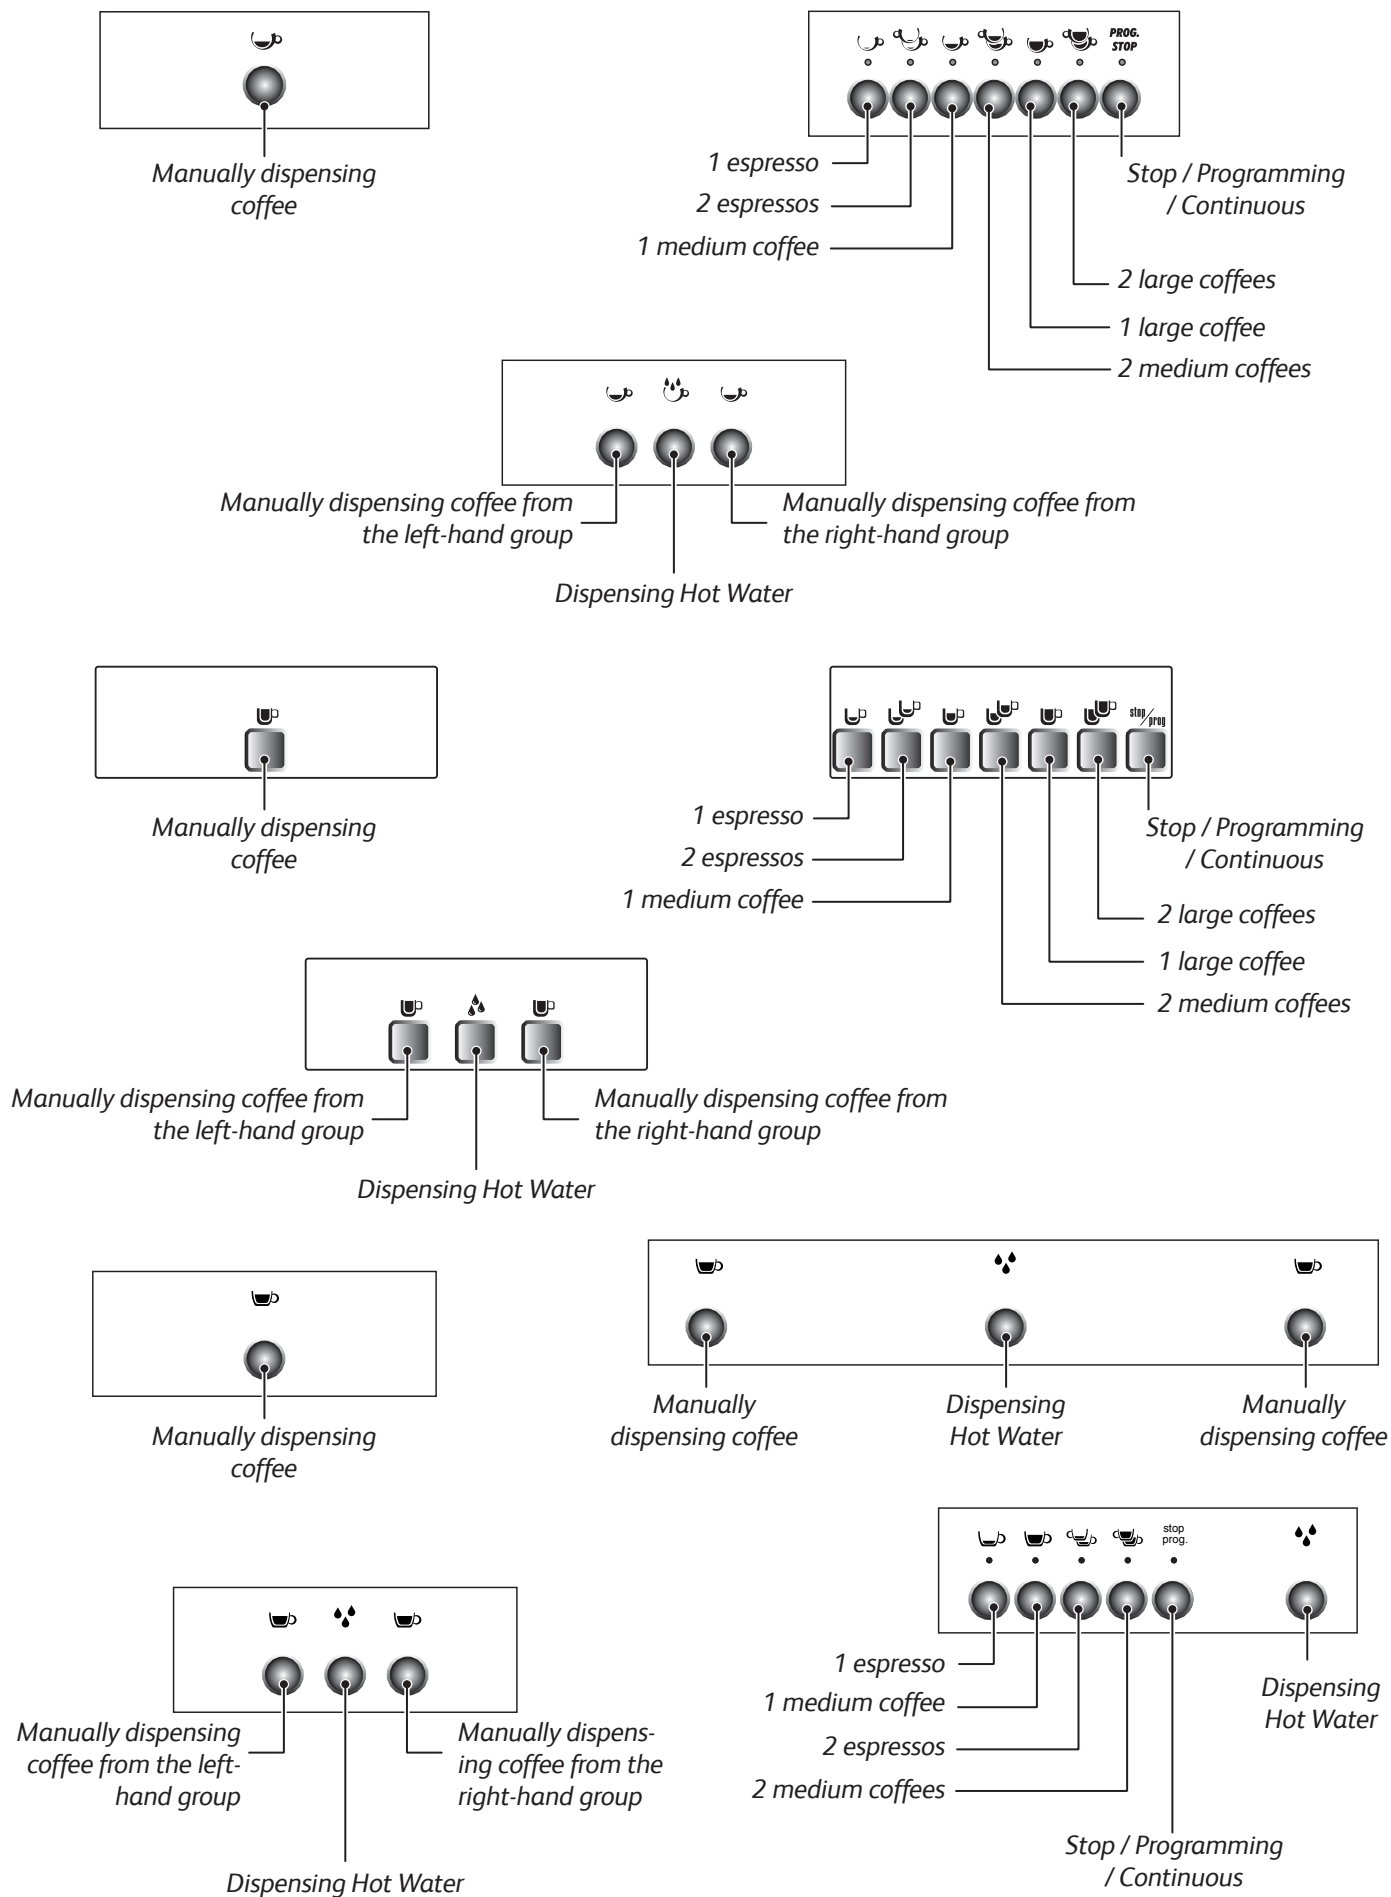 PROG.
STOP
Manually dispensing
coffee
1 espresso
2 espressos
1 medium coffee
Stop / Programming
/ Continuous
2 large coffees
1 large coffee
2 medium coffees
Manually dispensing coffee from
the left-hand group
Manually dispensing coffee from
the right-hand group
Dispensing Hot Water
stop/prog
Manually dispensing
coffee
1 espresso
2 espressos
1 medium coffee
Stop / Programming
/ Continuous
2 large coffees
1 large coffee
2 medium coffees
Manually dispensing coffee from
the left-hand group
Manually dispensing coffee from
the right-hand group
Dispensing Hot Water
Manually dispensing
coffee
Manually
dispensing coffee
Dispensing
Hot Water
Manually
dispensing coffee
Manually dispensing
coffee from the left-
hand group
Manually dispens-
ing coffee from the
right-hand group
Dispensing Hot Water
stop
prog.
1 espresso
1 medium coffee
2 espressos
2 medium coffees
Dispensing
Hot Water
Stop / Programming
/ Continuous